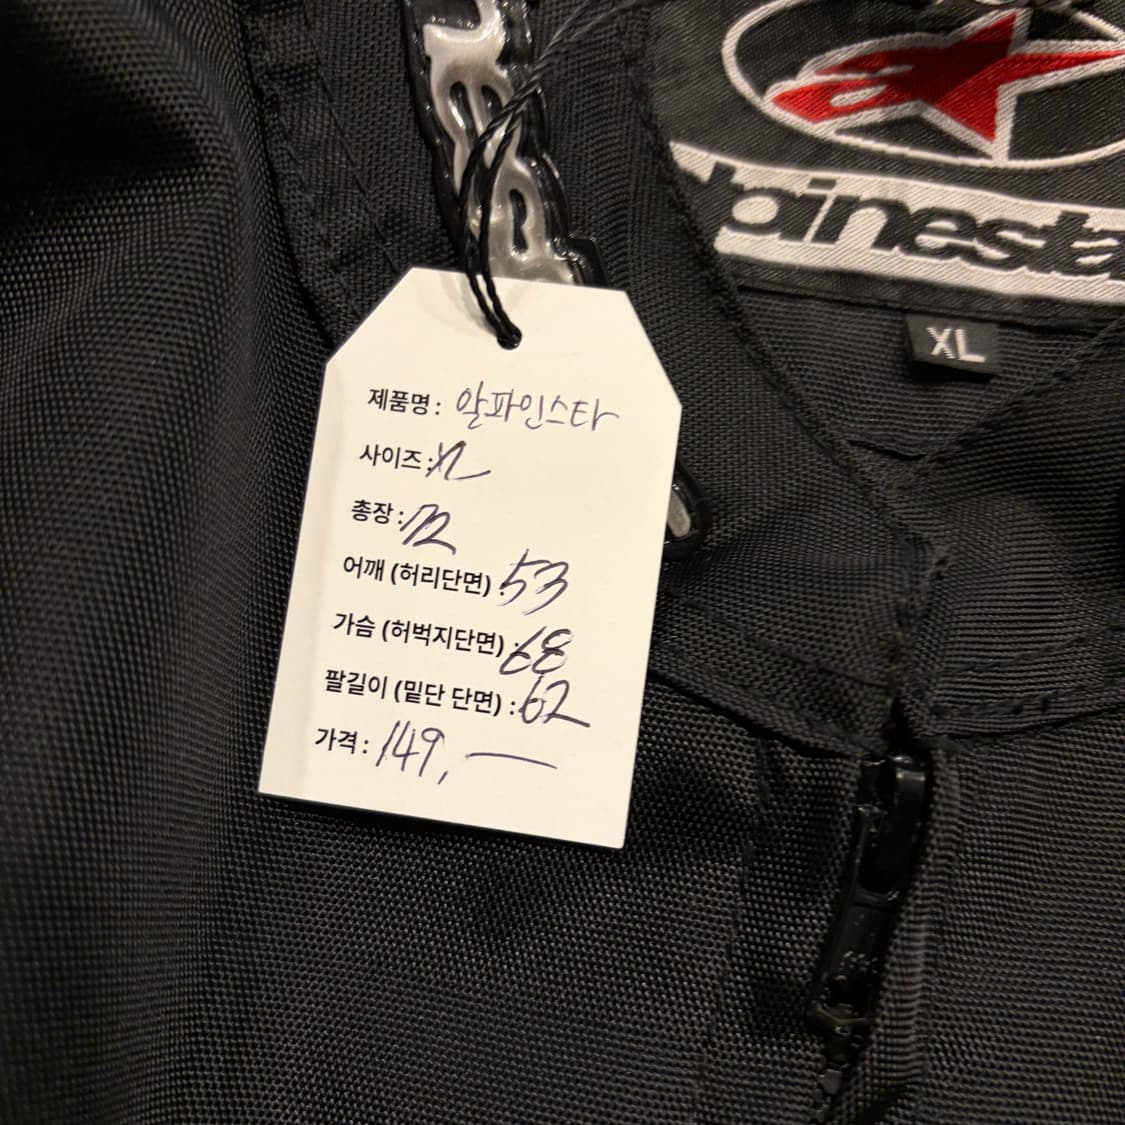 pinesta
XL
제품명 : 알파인스타
사이즈 : XL
총장 : 72
어깨 (허리단면) : 53
가슴 (허벅지단면) : 68
팔길이 (밑단 단면) : 62
가격 : 149,—